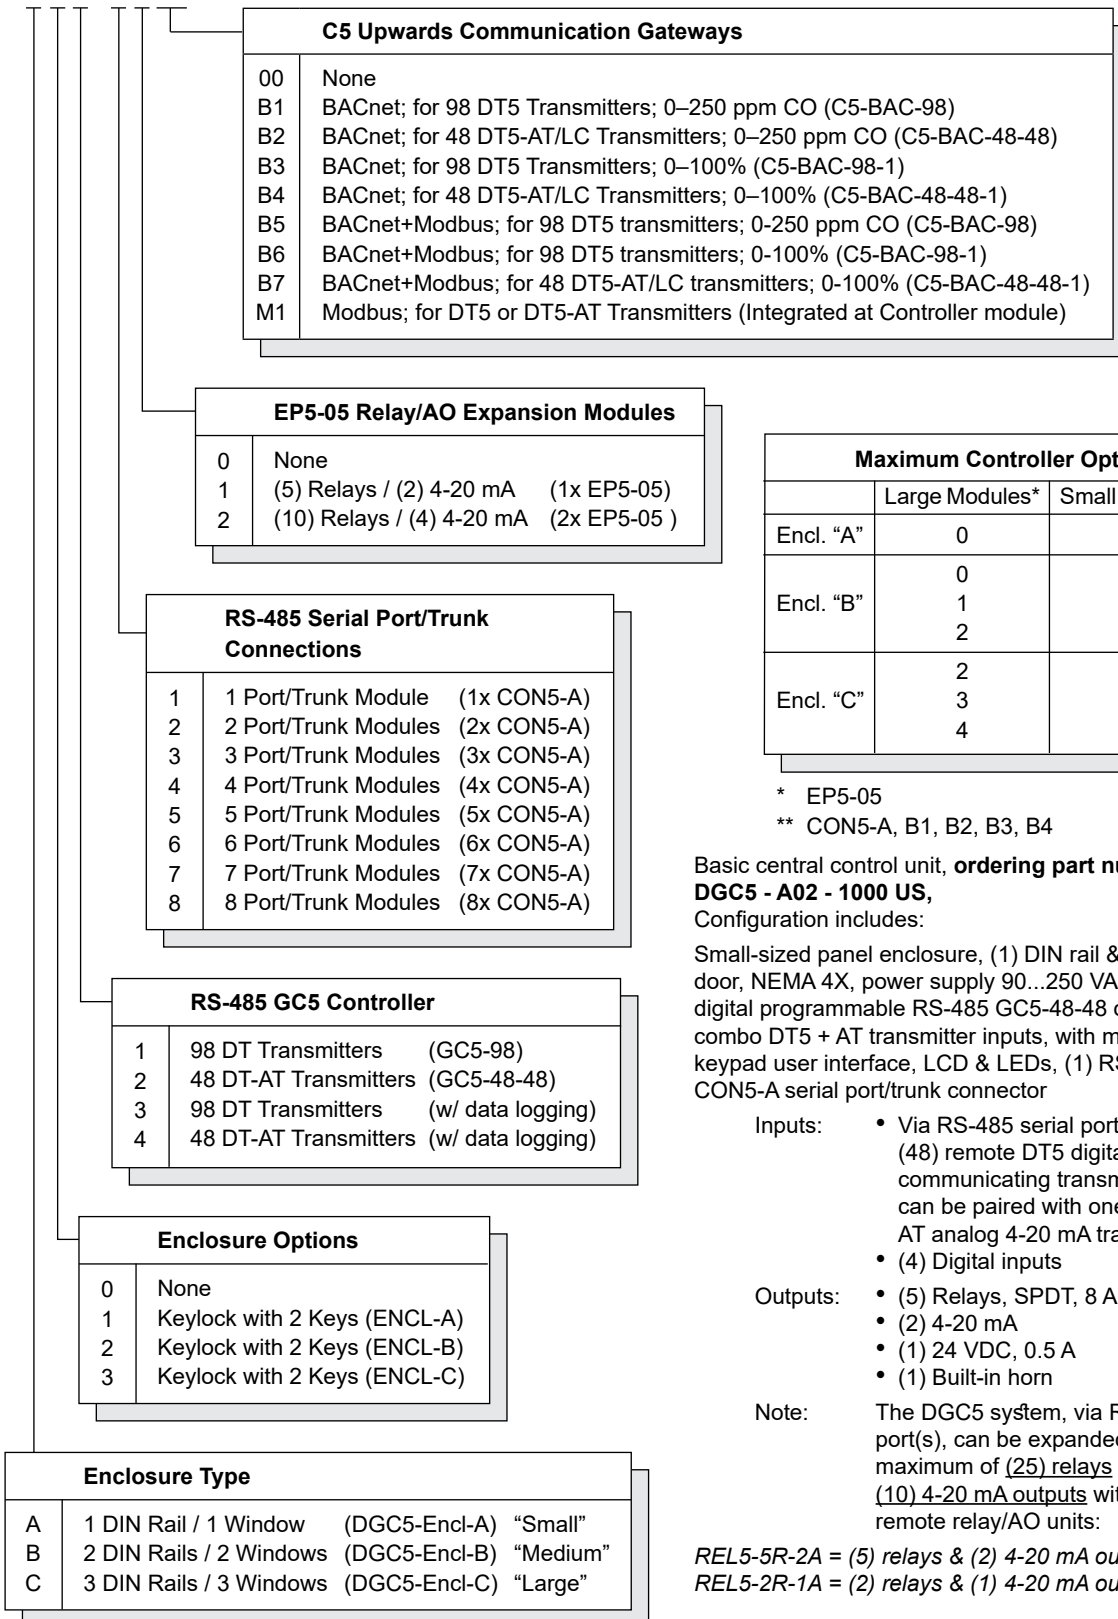 C5 Upwards Communication Gateways
00 None
B1 BACnet; for 98 DT5 Transmitters; 0–250 ppm CO (C5-BAC-98)
B2 BACnet; for 48 DT5-AT/LC Transmitters; 0–250 ppm CO (C5-BAC-48-48)
B3 BACnet; for 98 DT5 Transmitters; 0–100% (C5-BAC-98-1)
B4 BACnet; for 48 DT5-AT/LC Transmitters; 0–100% (C5-BAC-48-48-1)
B5 BACnet+Modbus; for 98 DT5 transmitters; 0-250 ppm CO (C5-BAC-98)
B6 BACnet+Modbus; for 98 DT5 transmitters; 0-100% (C5-BAC-98-1)
B7 BACnet+Modbus; for 48 DT5-AT/LC transmitters; 0-100% (C5-BAC-48-48-1)
M1 Modbus; for DT5 or DT5-AT Transmitters (Integrated at Controller module)
EP5-05 Relay/AO Expansion Modules
0 None
1 (5) Relays / (2) 4-20 mA (1x EP5-05)
2 (10) Relays / (4) 4-20 mA (2x EP5-05 )
RS-485 Serial Port/Trunk
Connections
1 1 Port/Trunk Module (1x CON5-A)
2 2 Port/Trunk Modules (2x CON5-A)
3 3 Port/Trunk Modules (3x CON5-A)
4 4 Port/Trunk Modules (4x CON5-A)
5 5 Port/Trunk Modules (5x CON5-A)
6 6 Port/Trunk Modules (6x CON5-A)
7 7 Port/Trunk Modules (7x CON5-A)
8 8 Port/Trunk Modules (8x CON5-A)
RS-485 GC5 Controller
1 98 DT Transmitters (GC5-98)
2 48 DT-AT Transmitters (GC5-48-48)
3 98 DT Transmitters (w/ data logging)
4 48 DT-AT Transmitters (w/ data logging)
Enclosure Options
0 None
1 Keylock with 2 Keys (ENCL-A)
2 Keylock with 2 Keys (ENCL-B)
3 Keylock with 2 Keys (ENCL-C)
Enclosure Type
A 1 DIN Rail / 1 Window (DGC5-Encl-A) “Small”
B 2 DIN Rails / 2 Windows (DGC5-Encl-B) “Medium”
C 3 DIN Rails / 3 Windows (DGC5-Encl-C) “Large”
Maximum Controller
Large Modules* Small
Encl. “A” 0
0
Encl. “B” 1
2
2
Encl. “C” 3
4
* EP5-05
** CON5-A, B1, B2, B3, B4
Basic central control unit, ordering part
DGC5 - A02 - 1000 US,
Configuration includes:
Small-sized panel enclosure, (1) DIN rail &
door, NEMA 4X, power supply 90...250
digital programmable RS-485 GC5-48-48
combo DT5 + AT transmitter inputs, with
keypad user interface, LCD & LEDs, (1)
CON5-A serial port/trunk connector
Inputs: • Via RS-485 serial
(48) remote DT5
communicating
can be paired with
AT analog 4-20 mA
• (4) Digital inputs
Outputs: • (5) Relays, SPDT, 8 A
• (2) 4-20 mA
• (1) 24 VDC, 0.5 A
• (1) Built-in horn
Note: The DGC5 system, via
port(s), can be
maximum of (25) relays
(10) 4-20 mA outputs
remote relay/AO units:
REL5-5R-2A = (5) relays & (2) 4-20 mA
REL5-2R-1A = (2) relays & (1) 4-20 mA